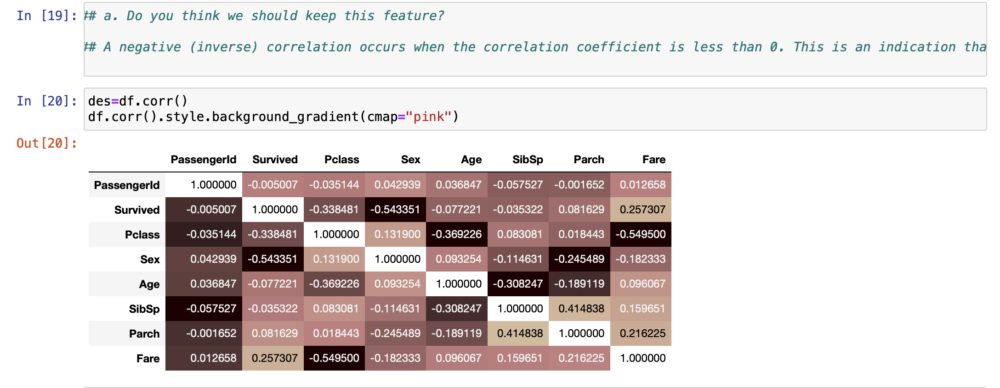 In [19]: ## a. Do you think we should keep this feature?
## A negative (inverse) correlation occurs when the correlation coefficient is less than 0. This is an indication tha
In [20]: des=df.corr()
df.corr().style.background_gradient(cmap="pink")
Out[20]:
PassengerId Survived Pclass Sex Age SibSp Parch Fare
PassengerId 1.000000 -0.005007 -0.035144 0.042939 0.036847 -0.057527 -0.001652 0.012658
Survived -0.005007 1.000000 -0.338481 -0.543351 -0.077221 -0.035322 0.081629 0.257307
Pclass -0.035144 -0.338481 1.000000 0.131900 -0.369226 0.083081 0.018443 -0.549500
Sex 0.042939 -0.543351 0.131900 1.000000 0.093254 -0.114631 -0.245489 -0.182333
Age 0.036847 -0.077221 -0.369226 0.093254 1.000000 -0.308247 -0.189119 0.096067
SibSp -0.057527 -0.035322 0.083081 -0.114631 -0.308247 1.000000 0.414838 0.159651
Parch -0.001652 0.081629 0.018443 -0.245489 -0.189119 0.414838 1.000000 0.216225
Fare 0.012658 0.257307 -0.549500 -0.182333 0.096067 0.159651 0.216225 1.000000